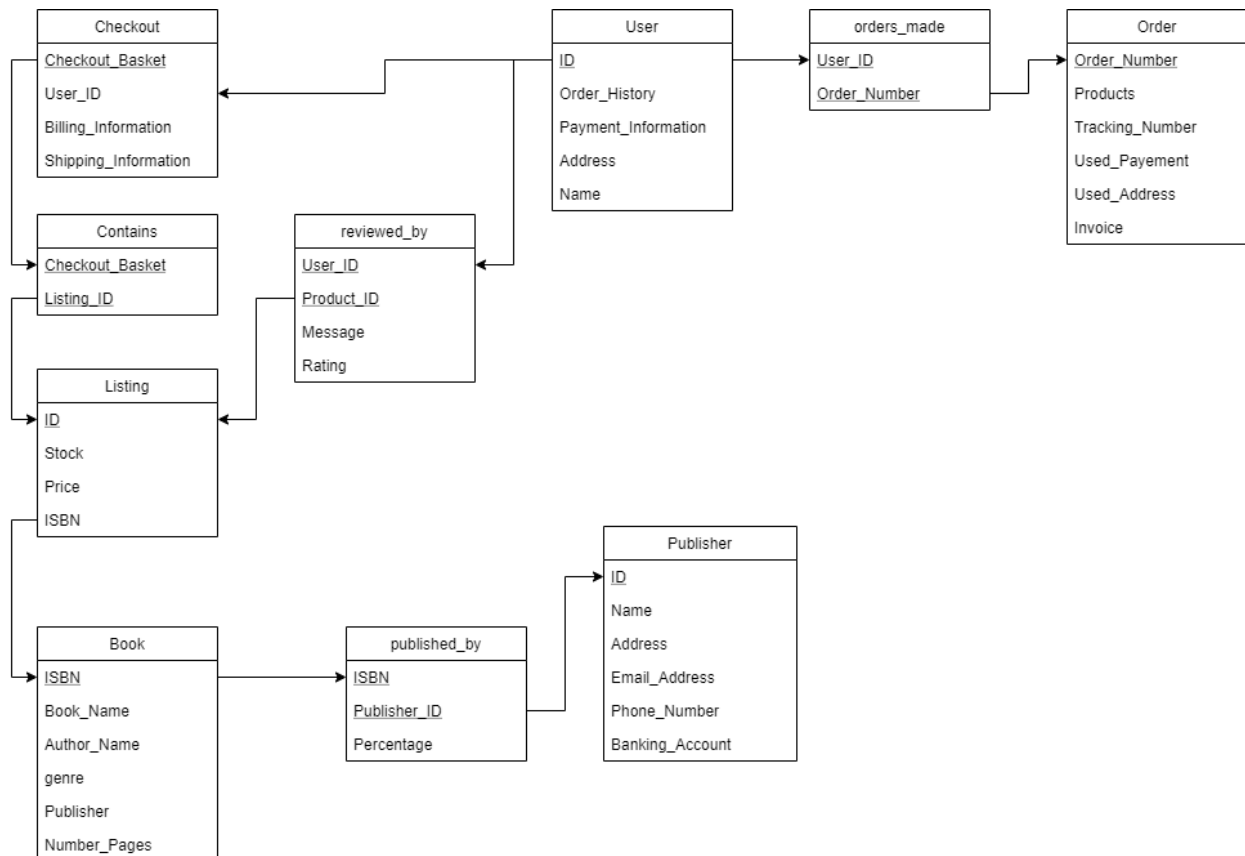 Checkout
Checkout_Basket
User_ID
Billing_Information
Shipping_Information
User
ID
Order_History
Payment_Information
Address
Name
orders_made
User_ID
Order_Number
Order
Order_Number
Products
Tracking_Number
Used_Payement
Used_Address
Invoice
Contains
Checkout_Basket
Listing_ID
reviewed_by
User_ID
Product_ID
Message
Rating
Listing
ID
Stock
Price
ISBN
Publisher
ID
Name
Address
Email_Address
Phone_Number
Banking_Account
Book
ISBN
Book_Name
Author_Name
genre
Publisher
Number_Pages
published_by
ISBN
Publisher_ID
Percentage